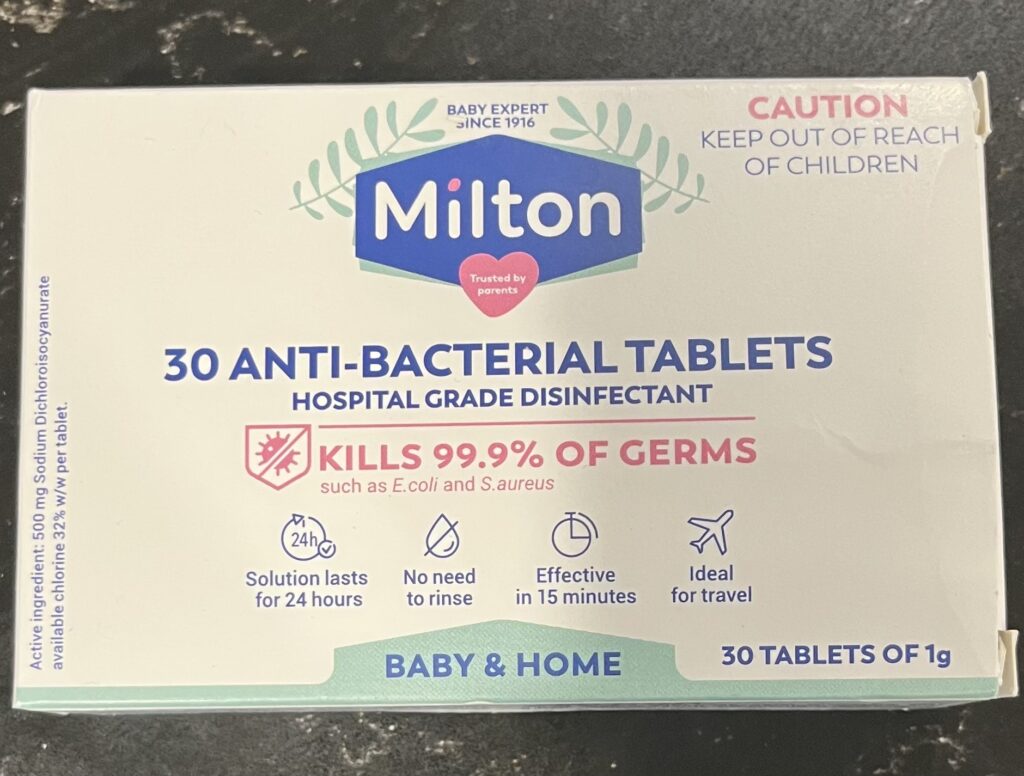 BABY EXPERT
SINCE 1916
Milton
Trusted by
parents
CAUTION
KEEP OUT OF REACH
OF CHILDREN
30 ANTI-BACTERIAL TABLETS
HOSPITAL GRADE DISINFECTANT
KILLS 99.9% OF GERMS
such as E.coli and S.aureus
24h
Solution lasts
for 24 hours
No need
to rinse
Effective
in 15 minutes
Ideal
for travel
BABY & HOME
30 TABLETS OF 1g
Active ingredient: 500 mg Sodium Dichloroisocyanurate
available chlorine 32% w/w per tablet.